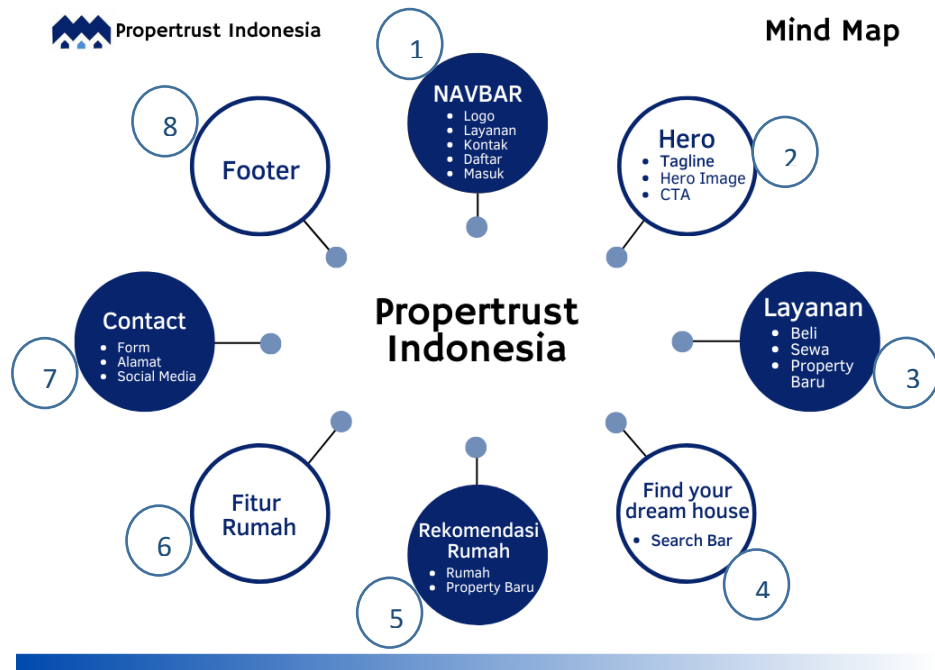 Propertrust Indonesia
Mind Map
1
NAVBAR
• Logo
• Layanan
• Kontak
• Daftar
• Masuk
2
Hero
• Tagline
• Hero Image
• CTA
3
Layanan
• Beli
• Sewa
• Property
Baru
4
Find your
dream house
• Search Bar
5
Rekomendasi
Rumah
• Rumah
• Property Baru
6
Fitur
Rumah
7
Contact
• Form
• Alamat
• Social Media
8
Footer
Propertrust
Indonesia